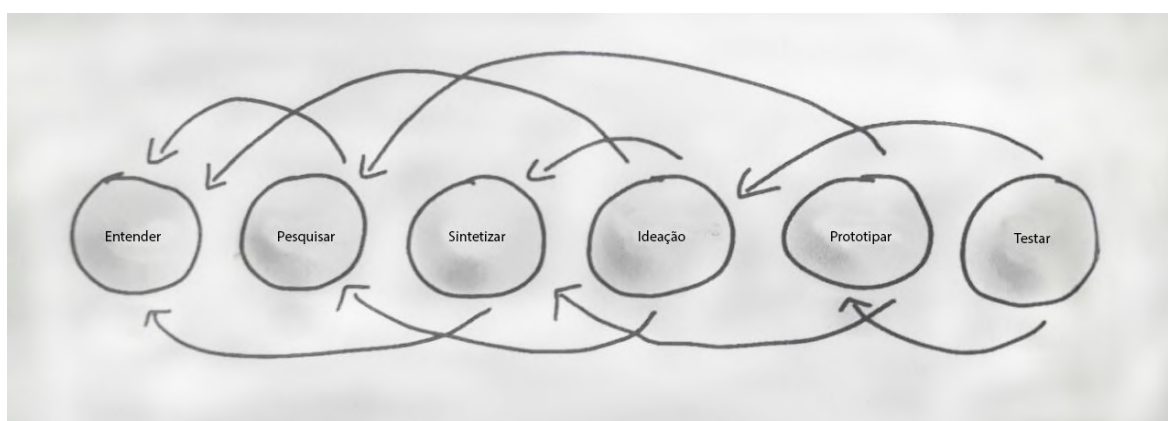 Entender
Pesquisar
Sintetizar
Ideação
Prototipar
Testar